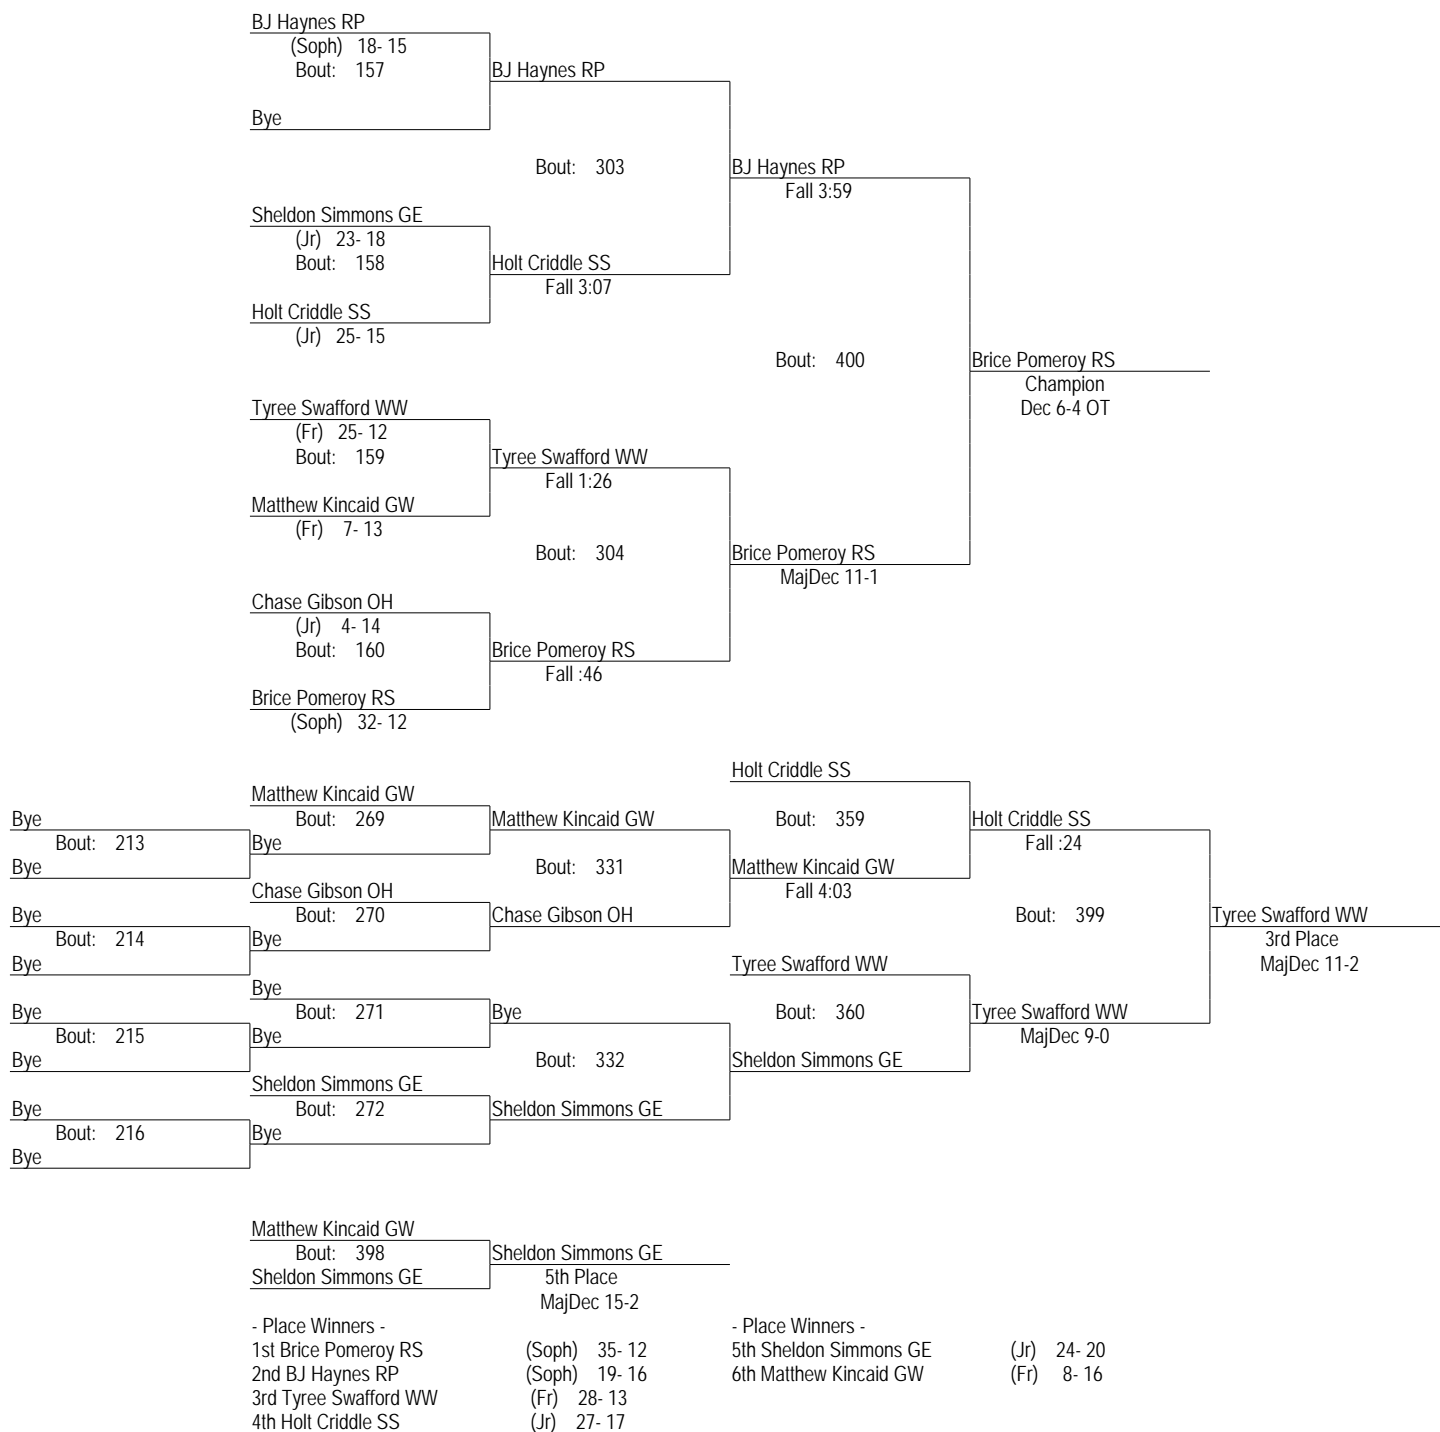 BJ Haynes RP
(Soph) 18- 15
Bout: 157
BJ Haynes RP
Bye
Bout: 303
BJ Haynes RP
Fall 3:59
Sheldon Simmons GE
(Jr) 23- 18
Bout: 158
Holt Criddle SS
Fall 3:07
Holt Criddle SS
(Jr) 25- 15
Bout: 400
Brice Pomeroy RS
Champion
Dec 6-4 OT
Tyree Swafford WW
(Fr) 25- 12
Bout: 159
Tyree Swafford WW
Fall 1:26
Matthew Kincaid GW
(Fr) 7- 13
Bout: 304
Brice Pomeroy RS
MajDec 11-1
Chase Gibson OH
(Jr) 4- 14
Bout: 160
Brice Pomeroy RS
Fall :46
Brice Pomeroy RS
(Soph) 32- 12
Bye
Bout: 213
Bye
Bye
Bout: 214
Bye
Bye
Bout: 215
Bye
Bye
Bout: 216
Bye
Matthew Kincaid GW
Bout: 269
Bye
Chase Gibson OH
Bout: 270
Bye
Bye
Bout: 271
Bye
Sheldon Simmons GE
Bout: 272
Bye
Matthew Kincaid GW
Bout: 331
Chase Gibson OH
Bye
Bout: 332
Sheldon Simmons GE
Holt Criddle SS
Bout: 359
Matthew Kincaid GW
Fall 4:03
Tyree Swafford WW
Bout: 360
Sheldon Simmons GE
Holt Criddle SS
Fall :24
Bout: 399
Tyree Swafford WW
MajDec 9-0
Tyree Swafford WW
3rd Place
MajDec 11-2
Matthew Kincaid GW
Bout: 398
Sheldon Simmons GE
Sheldon Simmons GE
5th Place
MajDec 15-2
- Place Winners -
1st Brice Pomeroy RS (Soph) 35- 12
2nd BJ Haynes RP (Soph) 19- 16
3rd Tyree Swafford WW (Fr) 28- 13
4th Holt Criddle SS (Jr) 27- 17
- Place Winners -
5th Sheldon Simmons GE (Jr) 24- 20
6th Matthew Kincaid GW (Fr) 8- 16